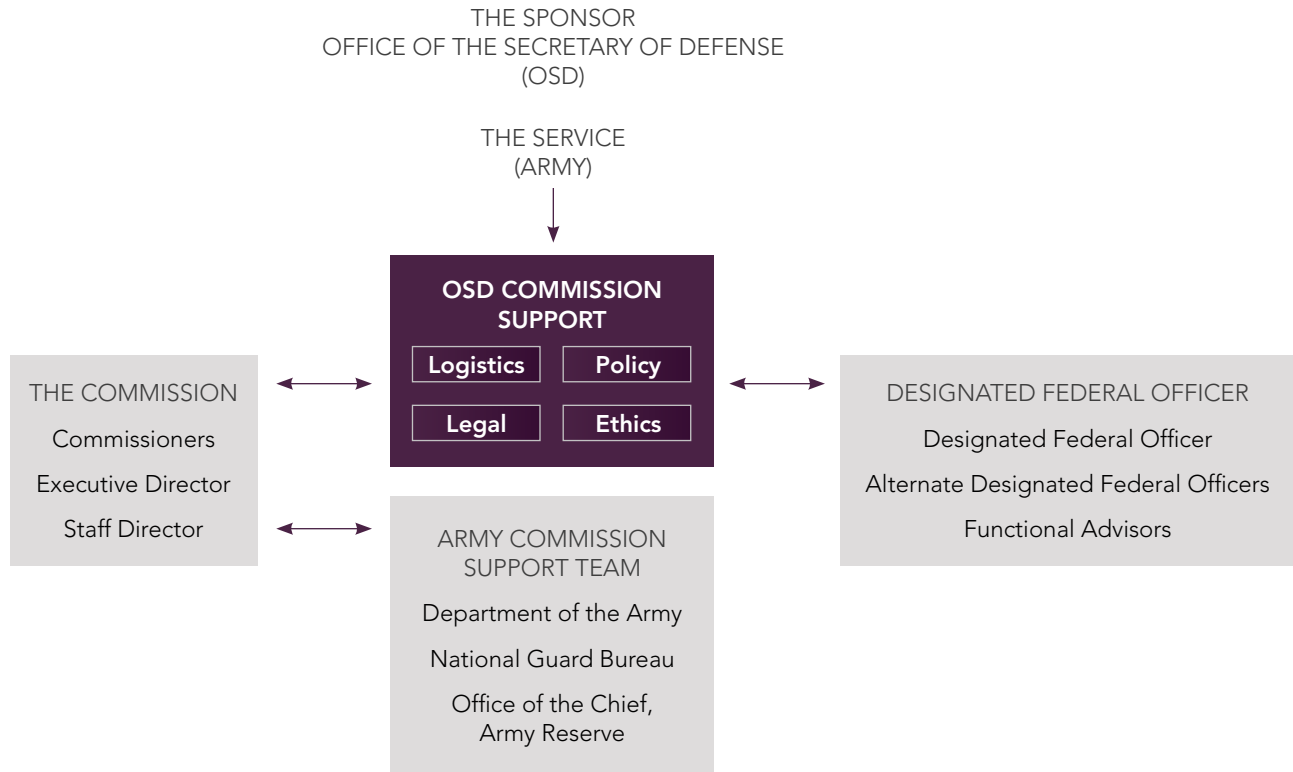 THE SPONSOR
OFFICE OF THE SECRETARY OF DEFENSE
(OSD)
THE SERVICE
(ARMY)
OSD COMMISSION
SUPPORT
Logistics
Policy
Legal
Ethics
THE COMMISSION
Commissioners
Executive Director
Staff Director
DESIGNATED FEDERAL OFFICER
Designated Federal Officer
Alternate Designated Federal Officers
Functional Advisors
ARMY COMMISSION
SUPPORT TEAM
Department of the Army
National Guard Bureau
Office of the Chief,
Army Reserve